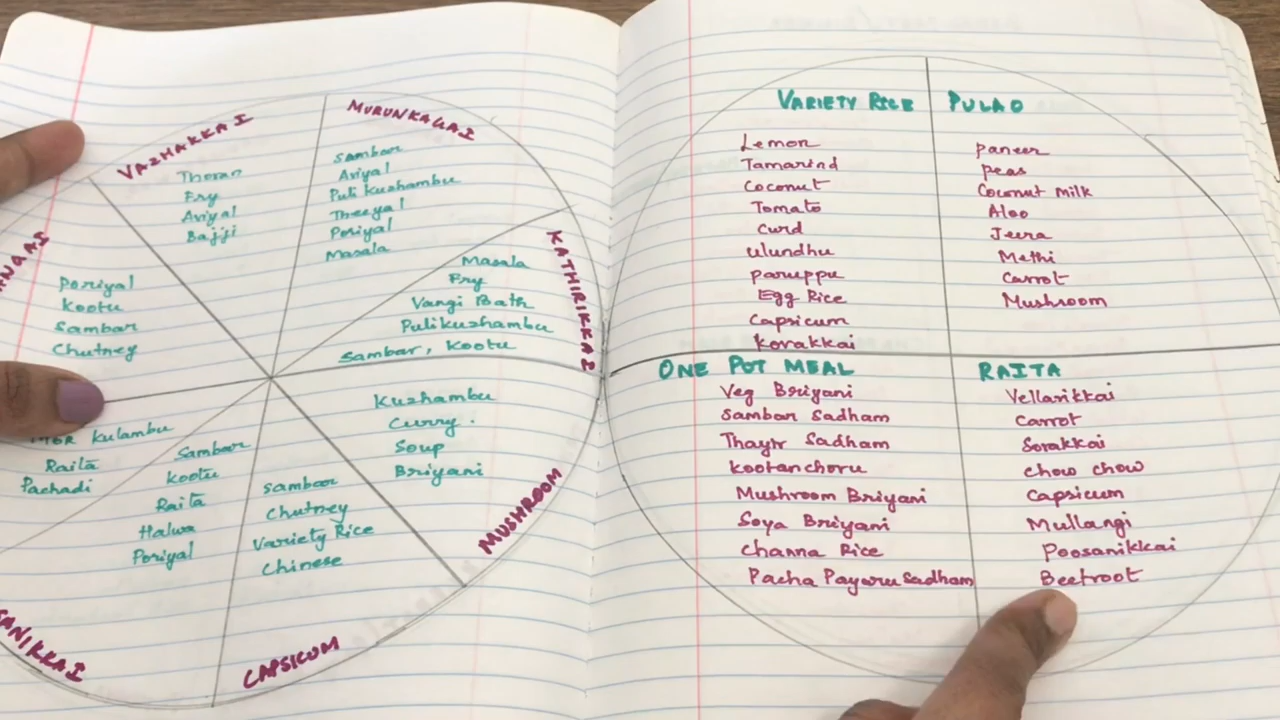 VAZHAKKAI
Thoran
Fry
Aviyal
Bajji
MURUNKAGAI
Sambar
Aviyal
Puli Kuzhambu
Theeyal
Poriyal
Masala
KATHIRIKKAI
Masala
Fry
Vangi Bath
Pulikuzhambu
Sambar, Kootu
Poriyal
Kootu
Sambar
Chutney
Kuzhambu
Curry.
Soup
Briyani
MUSHROOM
Kulambu
Raita
Pachadi
Sambar
Kootu
Raita
Halwa
Poriyal
Sambar
Chutney
Variety Rice
Chinese
CAPSICUM
VARIETY RICE
Lemon
Tamarind
Coconut
Tomato
Curd
Ulundhu
Paruppu
Egg Rice
Capsicum
Korakkai
PULAO
Paneer
Peas
Coconut Milk
Aloo
Jeera
Methi
Carrot
Mushroom
ONE POT MEAL
Veg Briyani
Sambar Sadham
Thayir Sadham
Kootanchoru
Mushroom Briyani
Soya Briyani
Channa Rice
Pacha Payaru Sadham
RAITA
Vellarikkai
Carrot
Sorakkai
Chow chow
Capsicum
Mullangi
Poosanikkai
Beetroot